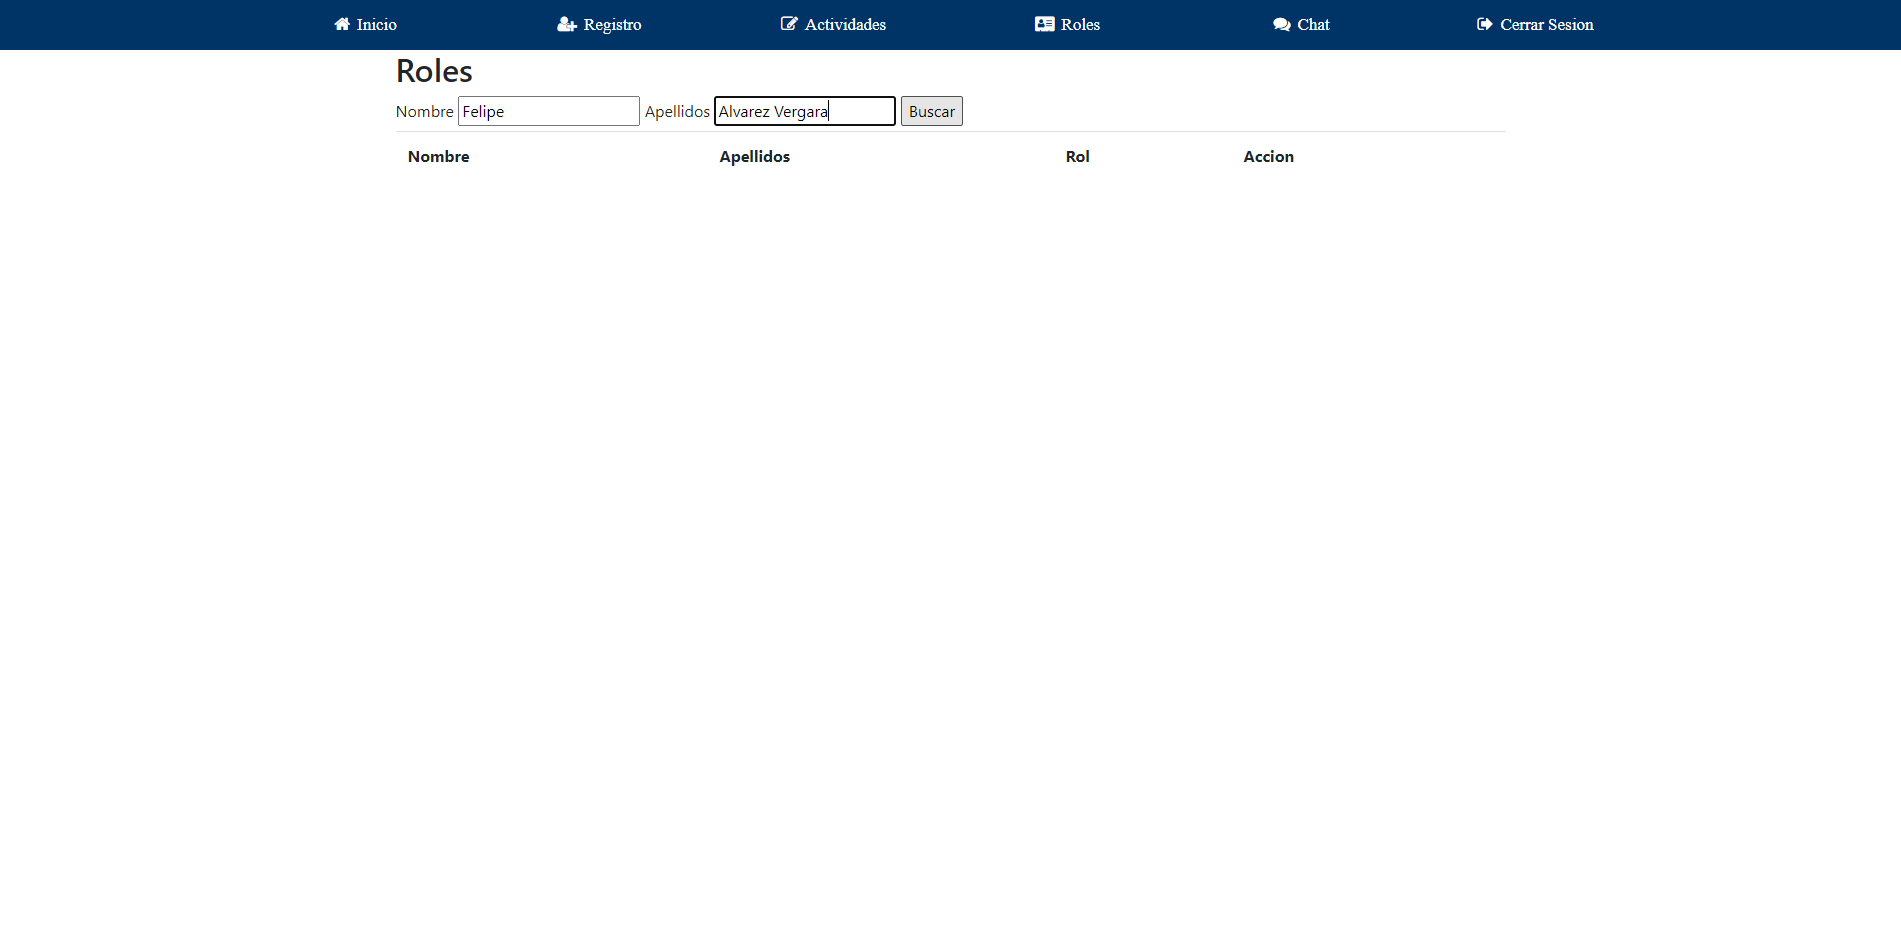 Inicio Registro Actividades Roles Chat Cerrar Sesion
Roles
Nombre Felipe Apellidos Alvarez Vergara Buscar
Nombre Apellidos Rol Accion